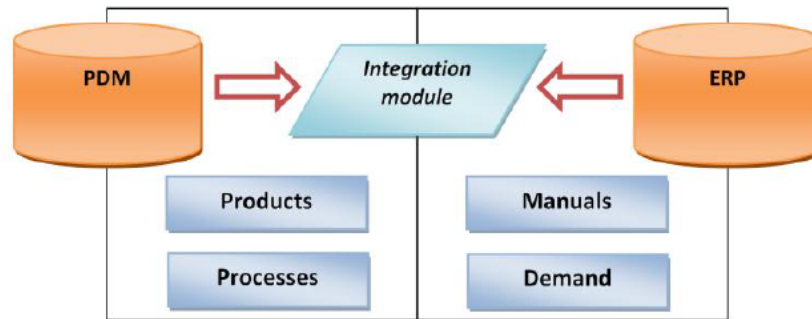 PDM
Integration
module
ERP
Products
Manuals
Processes
Demand